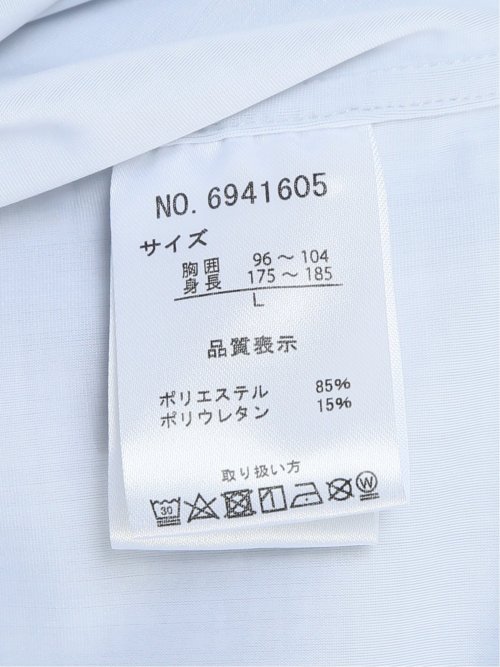 NO. 6941605
サイズ
胸囲 96～104
身長 175～185
L
品質表示
ポリエステル 85%
ポリウレタン 15%
取り扱い方
30
W